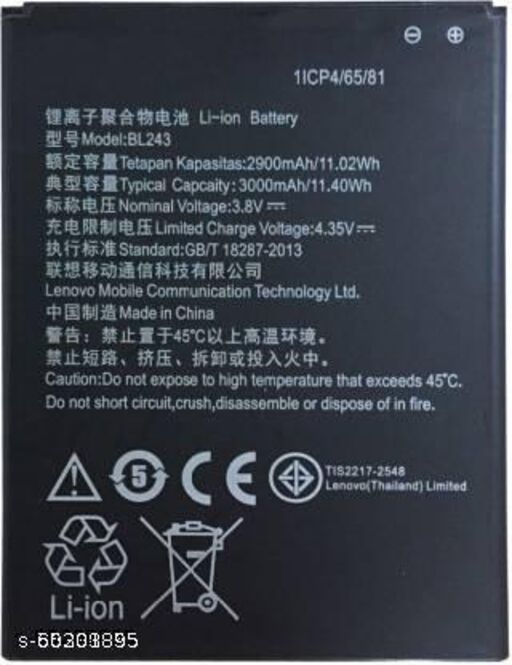 1ICP4/65/81
锂离子聚合物电池 Li-ion Battery
型号Model:BL243
额定容量Tetapan Kapasitas:2900mAh/11.02Wh
典型容量Typical Capcaity:3000mAh/11.40Wh
标称电压Nominal Voltage:3.8V
充电限制电压Limited Charge Voltage:4.35V
执行标准Standard:GB/T 18287-2013
联想移动通信科技有限公司
Lenovo Mobile Communication Technology Ltd.
中国制造Made in China
警告：禁止置于45℃以上高温环境。
禁止短路、挤压、拆卸或投入火中。
Caution:Do not expose to high temperature that exceeds 45℃.
Do not short circuit,crush,disassemble or dispose of in fire.
5 CE
TIS2217-2548
Lenovo(Thailand) Limited
Li-ion